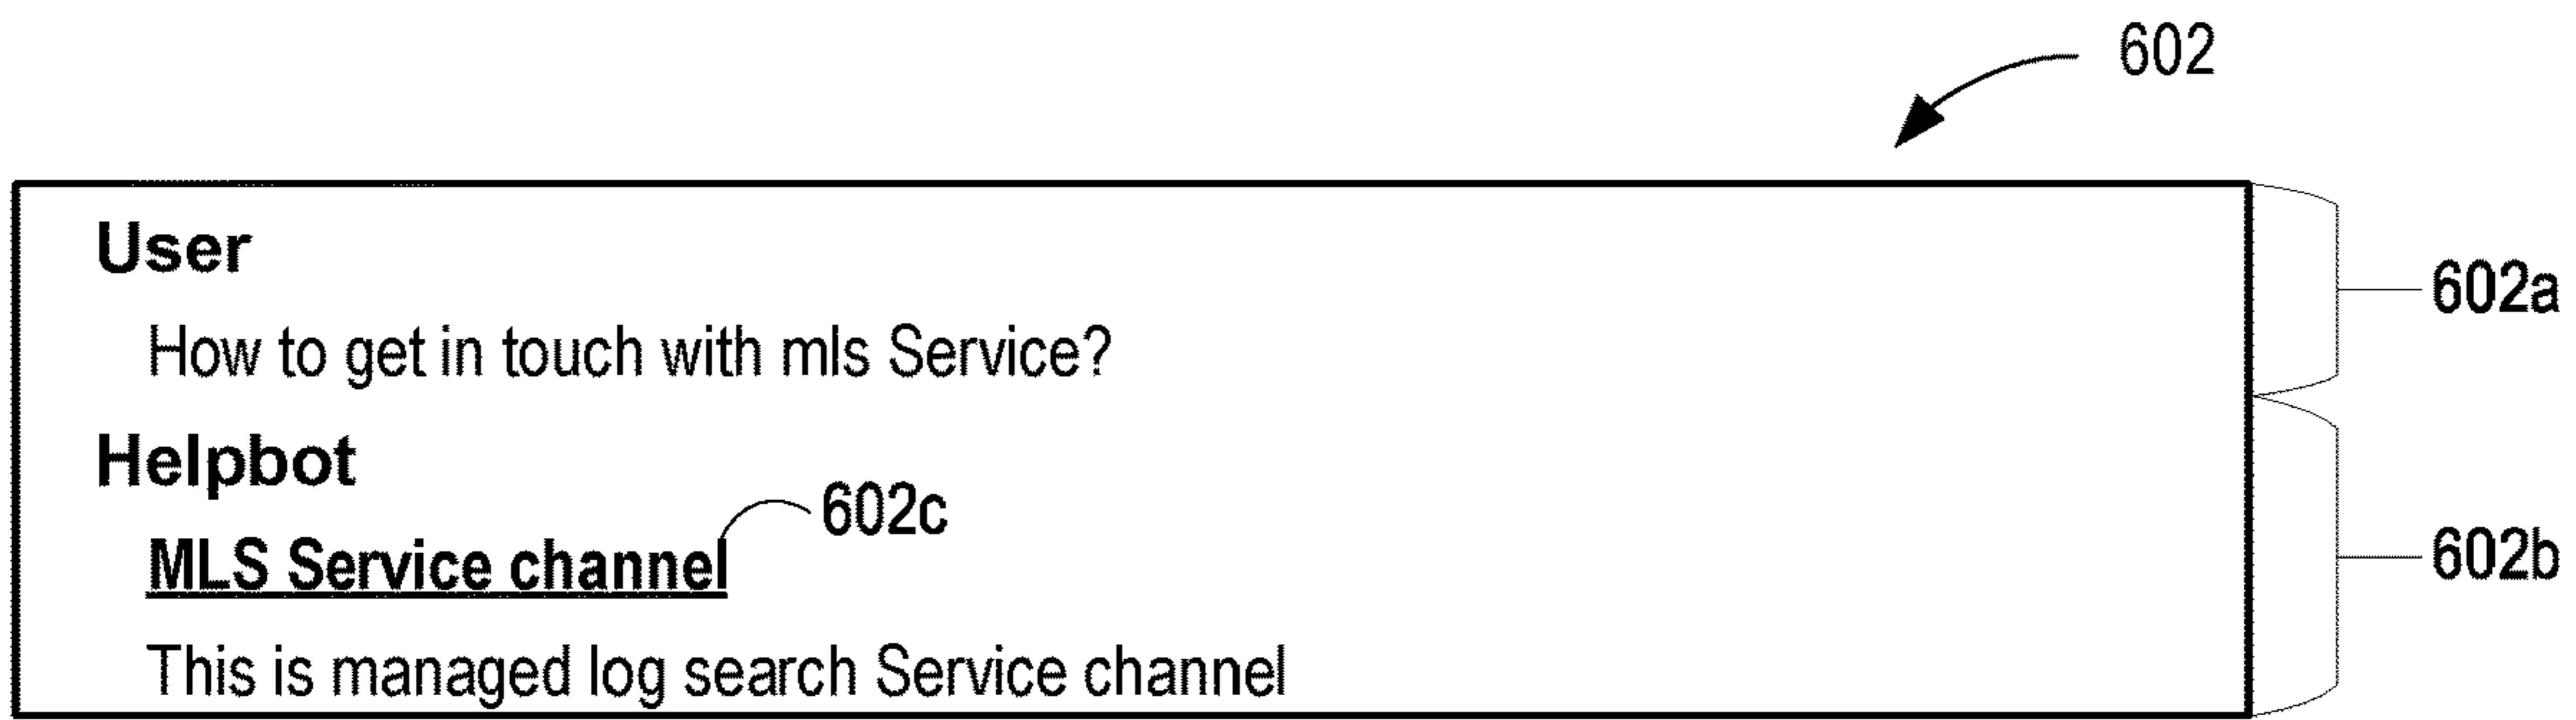 602
User
602a
How to get in touch with mls Service?
Helpbot
602c
MLS Service channel
602b
This is managed log search Service channel